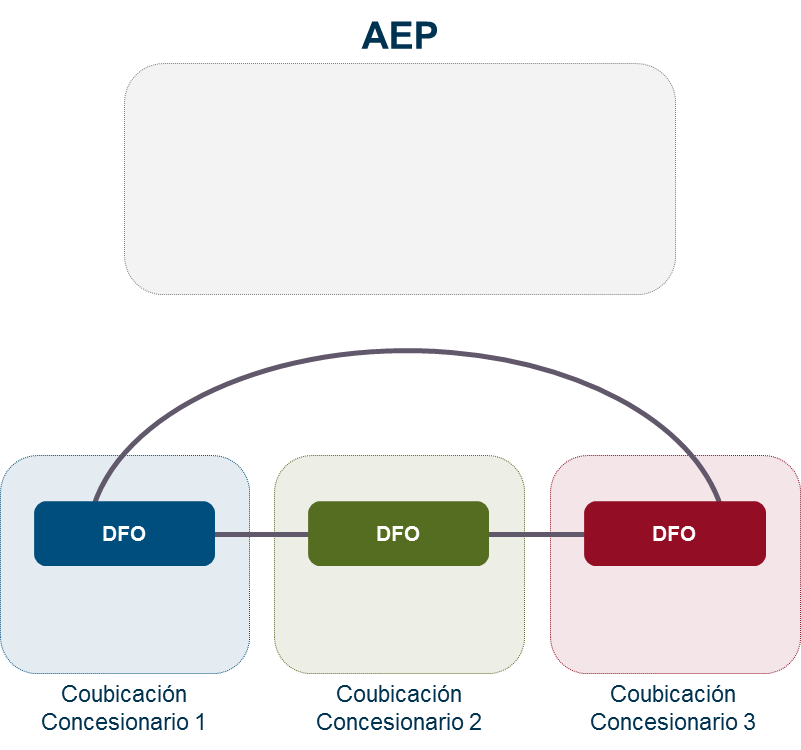 AEP
DFO
DFO
DFO
Coubicación
Concesionario 1
Coubicación
Concesionario 2
Coubicación
Concesionario 3